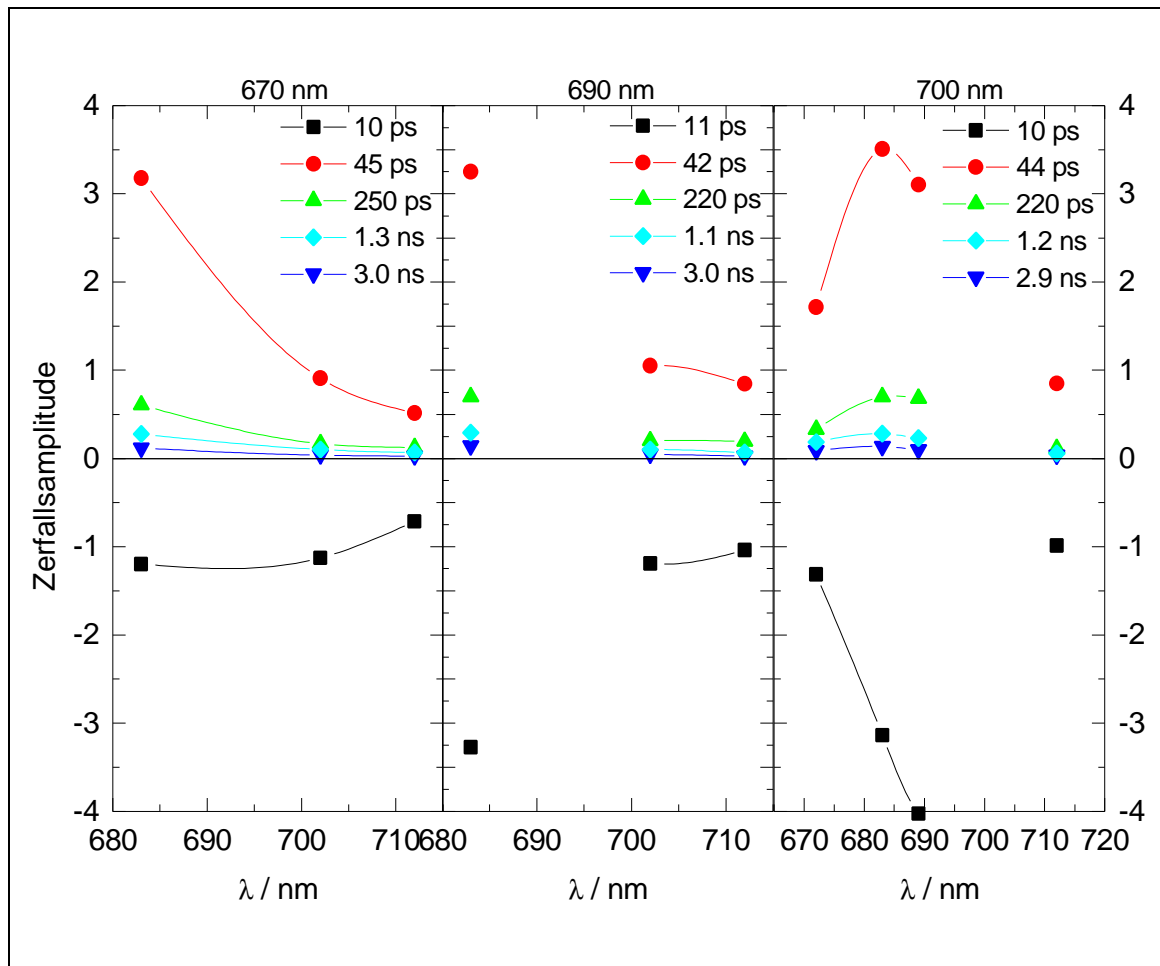 670 nm
690 nm
700 nm
4
3
2
1
0
-1
-2
-3
-4
Zerfallsamplitude
10 ps
45 ps
250 ps
1.3 ns
3.0 ns
11 ps
42 ps
220 ps
1.1 ns
3.0 ns
10 ps
44 ps
220 ps
1.2 ns
2.9 ns
4
3
2
1
0
-1
-2
-3
-4
680 690 700 710
680 690 700 710
670 680 690 700 710 720
λ / nm
λ / nm
λ / nm